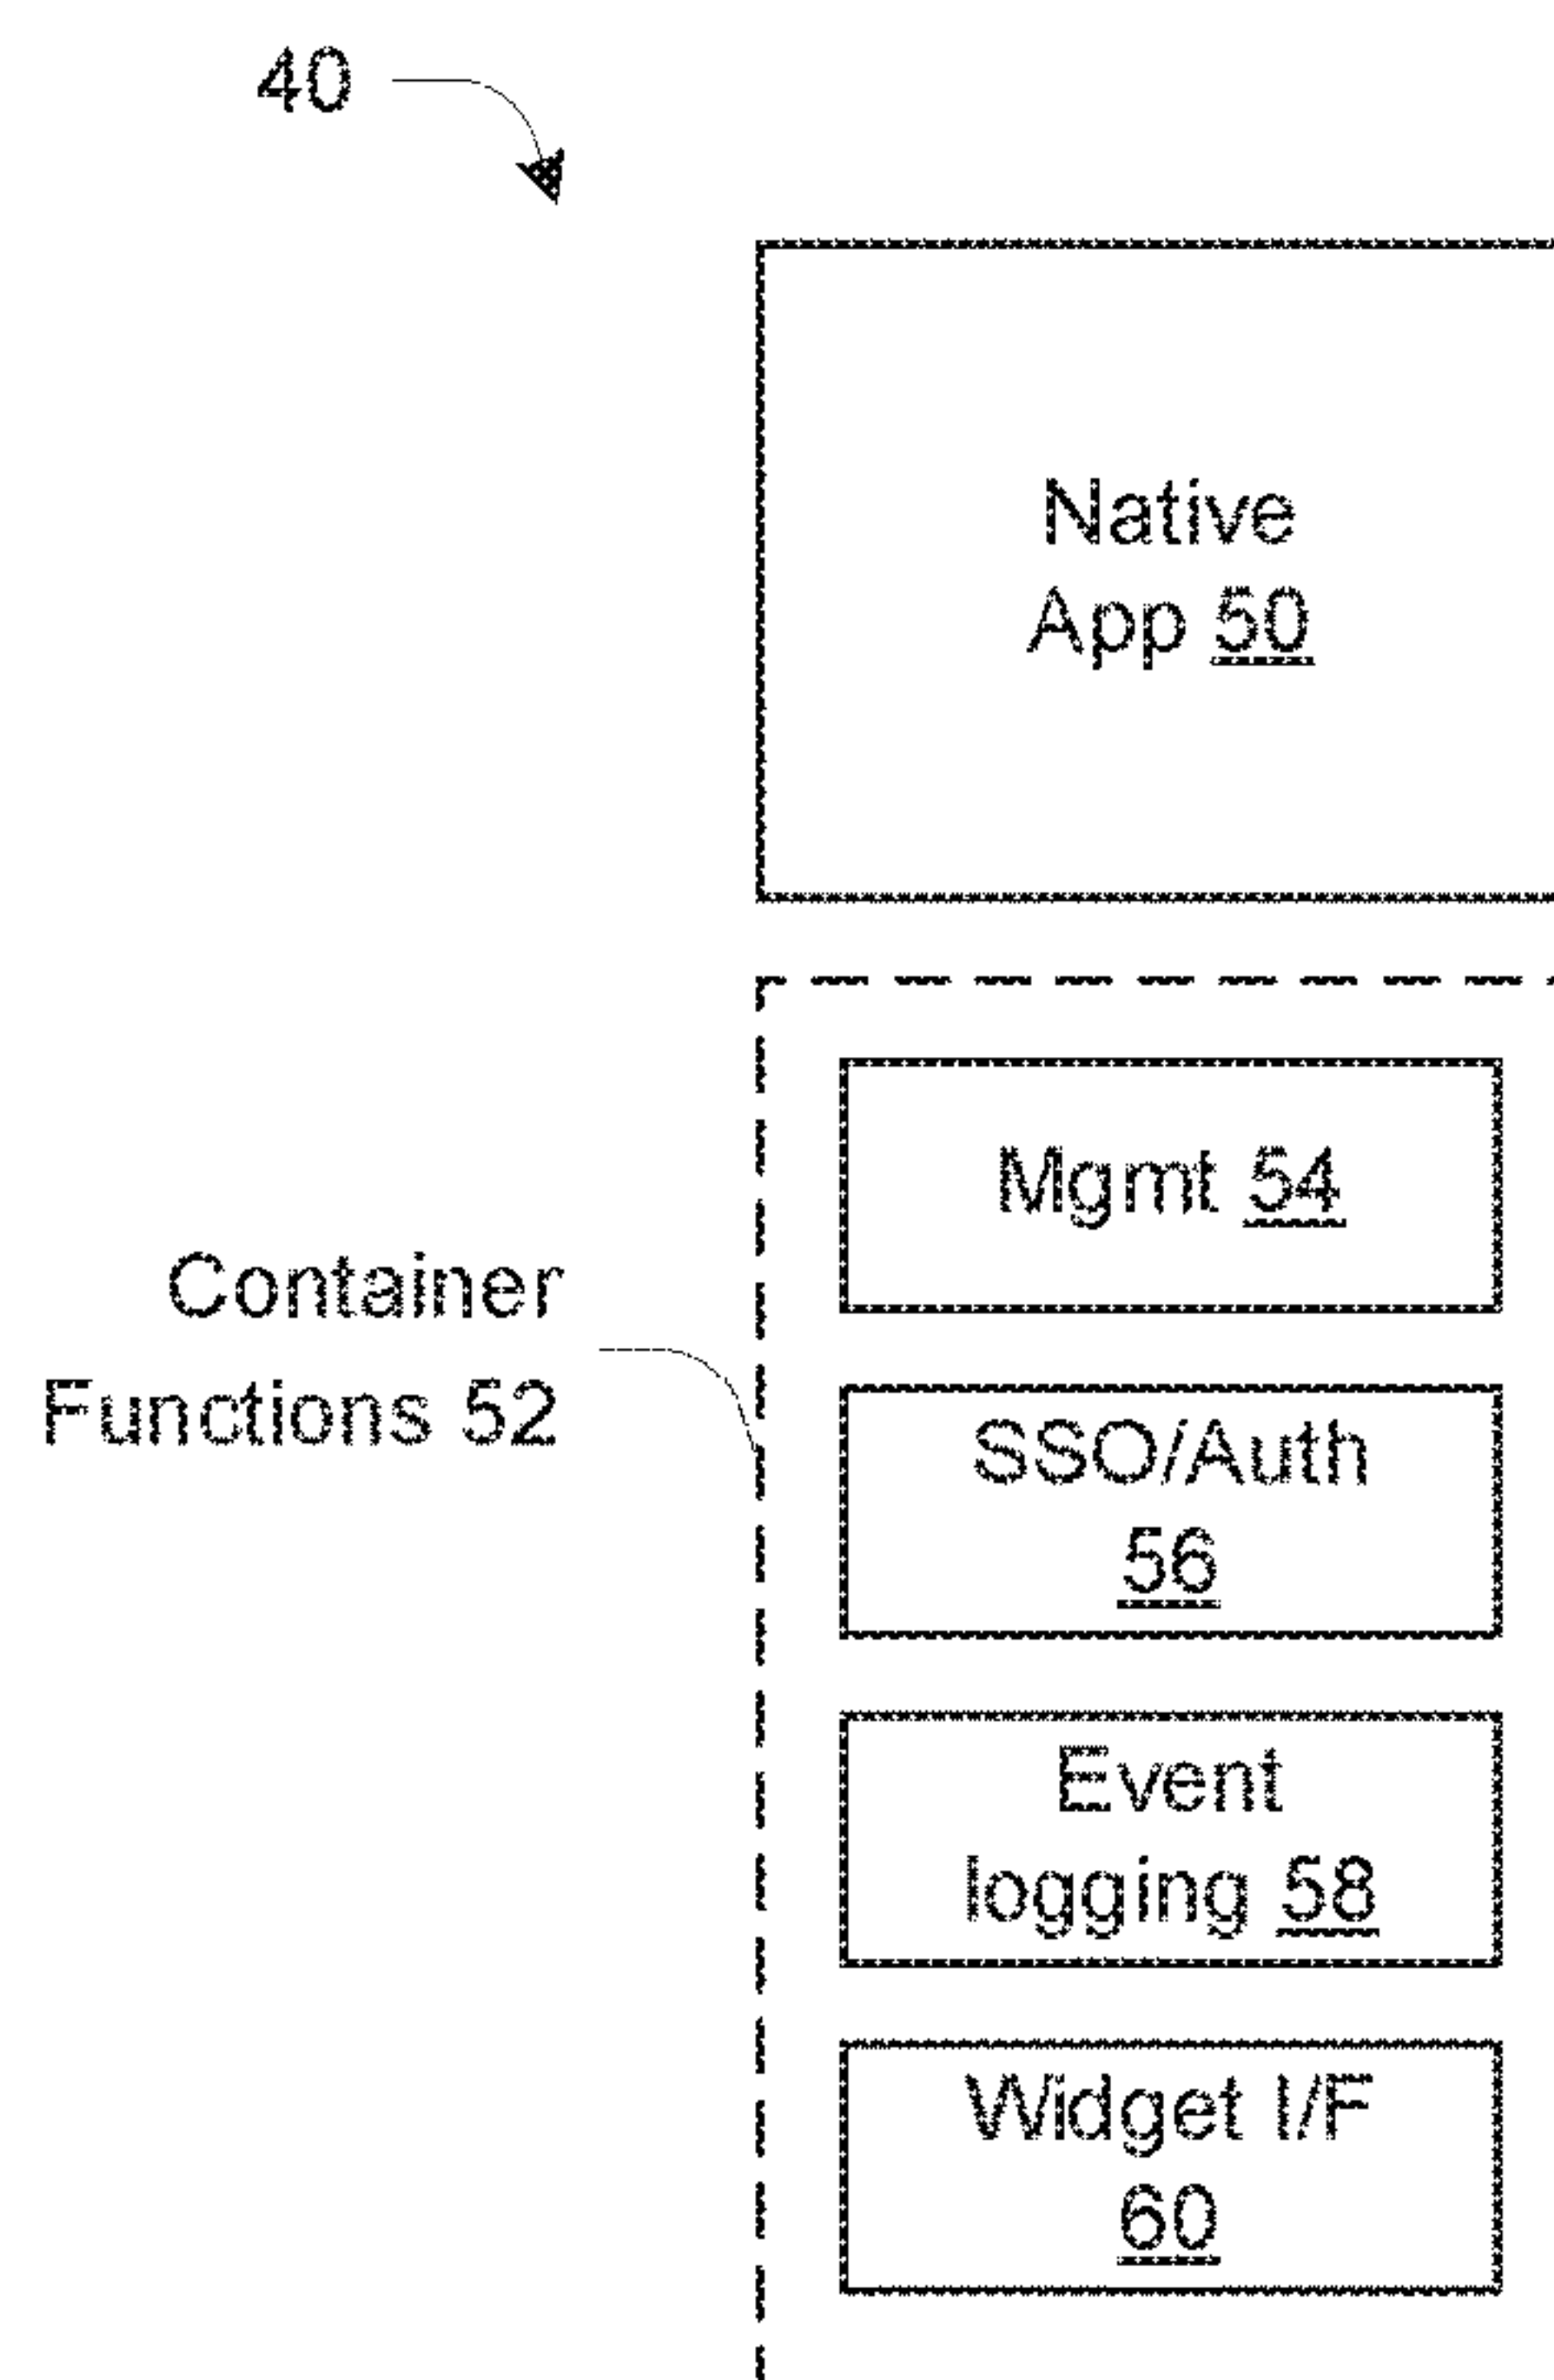 40
Native
App 50
Mgmt 54
Container
Functions 52
SSO/Auth
56
Event
logging 58
Widget I/F
60